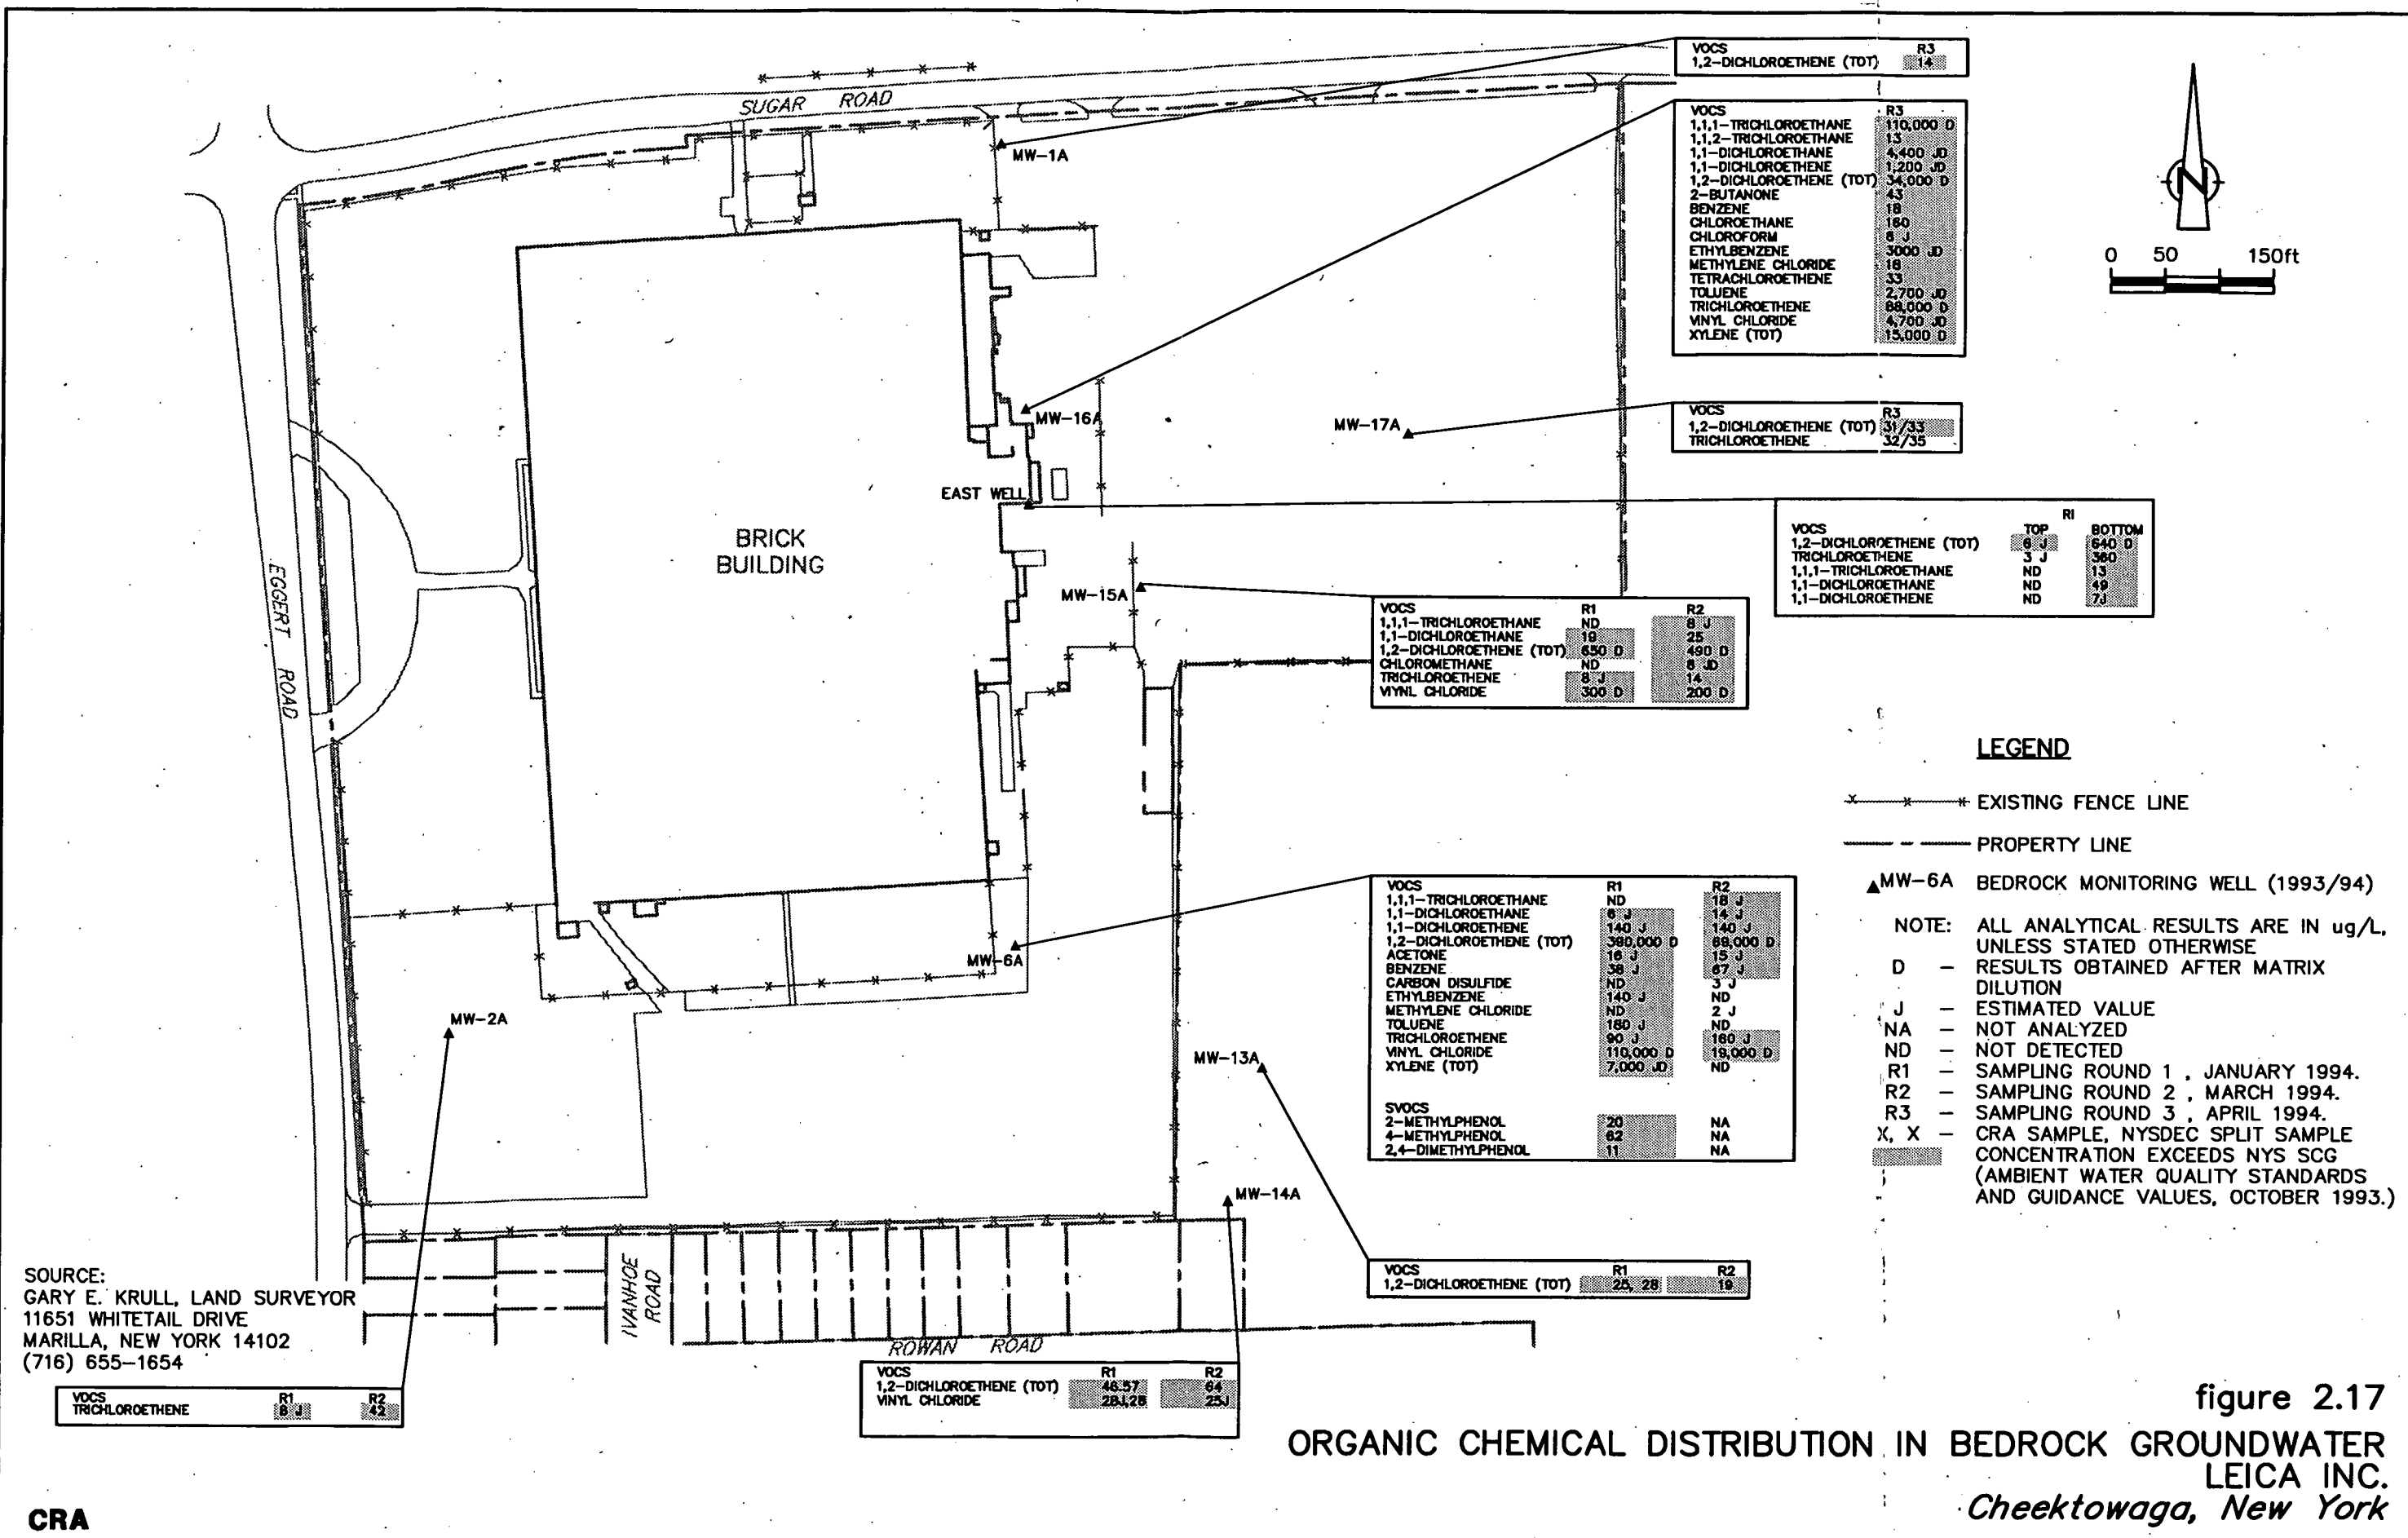 SUGAR ROAD
MW-1A
VOCS R3
1,2-DICHLOROETHENE (TOT) 14
VOCS R3
1,1,1-TRICHLOROETHANE 110,000 D
1,1,2-TRICHLOROETHANE 13
1,1-DICHLOROETHANE 4,400 JD
1,1-DICHLOROETHENE 1,200 JD
1,2-DICHLOROETHENE (TOT) 34,000 D
2-BUTANONE 43
BENZENE 18
CHLOROETHANE 160
CHLOROFORM J
ETHYLBENZENE 3000 JD
METHYLENE CHLORIDE 18
TETRACHLOROETHENE 33
TOLUENE 2,700 JD
TRICHLOROETHENE D
VINYL CHLORIDE 4,700 JD
XYLENE (TOT) 15,000 D
N
0 50 150ft
MW-16A
MW-17A
VOCS R3
1,2-DICHLOROETHENE (TOT) 31/33
TRICHLOROETHENE 32/35
EAST WELL
R1
VOCS TOP BOTTOM
1,2-DICHLOROETHENE (TOT) J 640 D
TRICHLOROETHENE 3 J
1,1,1-TRICHLOROETHANE ND 13
1,1-DICHLOROETHANE ND 49
1,1-DICHLOROETHENE ND 7J
BRICK
BUILDING
EGGERT ROAD
MW-15A
VOCS R1 R2
1,1,1-TRICHLOROETHANE ND 8 J
1,1-DICHLOROETHANE 19 25
1,2-DICHLOROETHENE (TOT) 650 D 490 D
CHLOROMETHANE ND 8 JD
TRICHLOROETHENE 8 J 14
VIYNL CHLORIDE 300 D 200 D
LEGEND
EXISTING FENCE LINE
PROPERTY LINE
MW-6A BEDROCK MONITORING WELL (1993/94)
NOTE: ALL ANALYTICAL RESULTS ARE IN ug/L,
UNLESS STATED OTHERWISE
D – RESULTS OBTAINED AFTER MATRIX
DILUTION
J – ESTIMATED VALUE
NA – NOT ANALYZED
ND – NOT DETECTED
R1 – SAMPLING ROUND 1 , JANUARY 1994.
R2 – SAMPLING ROUND 2 , MARCH 1994.
R3 – SAMPLING ROUND 3 , APRIL 1994.
X, X – CRA SAMPLE, NYSDEC SPLIT SAMPLE
CONCENTRATION EXCEEDS NYS SCG
(AMBIENT WATER QUALITY STANDARDS
AND GUIDANCE VALUES, OCTOBER 1993.)
MW-6A
VOCS R1 R2
1,1,1-TRICHLOROETHANE ND 18 J
1,1-DICHLOROETHANE 6 J 14 J
1,1-DICHLOROETHENE 140 J 140 J
1,2-DICHLOROETHENE (TOT) D 69,000 D
ACETONE 16 J 15 J
BENZENE 38 J 67 J
CARBON DISULFIDE ND 3 J
ETHYLBENZENE 140 J ND
METHYLENE CHLORIDE ND 2 J
TOLUENE 180 J ND
TRICHLOROETHENE 90 J 160 J
VINYL CHLORIDE 110,000 D 19,000 D
XYLENE (TOT) 7,000 JD ND
SVOCS
2-METHYLPHENOL 20 NA
4-METHYLPHENOL 62 NA
2,4-DIMETHYLPHENOL 11 NA
MW-2A
MW-13A
MW-14A
VOCS R1 R2
1,2-DICHLOROETHENE (TOT) 25, 28 19
IVANHOE
ROAD
ROWAN ROAD
SOURCE:
GARY E. KRULL, LAND SURVEYOR
11651 WHITETAIL DRIVE
MARILLA, NEW YORK 14102
(716) 655-1654
VOCS R1 R2
TRICHLOROETHENE 8 J 42
VOCS R1 R2
1,2-DICHLOROETHENE (TOT) 46.57 64
VINYL CHLORIDE 28J,28 25J
figure 2.17
ORGANIC CHEMICAL DISTRIBUTION IN BEDROCK GROUNDWATER
LEICA INC.
Cheektowaga, New York
CRA